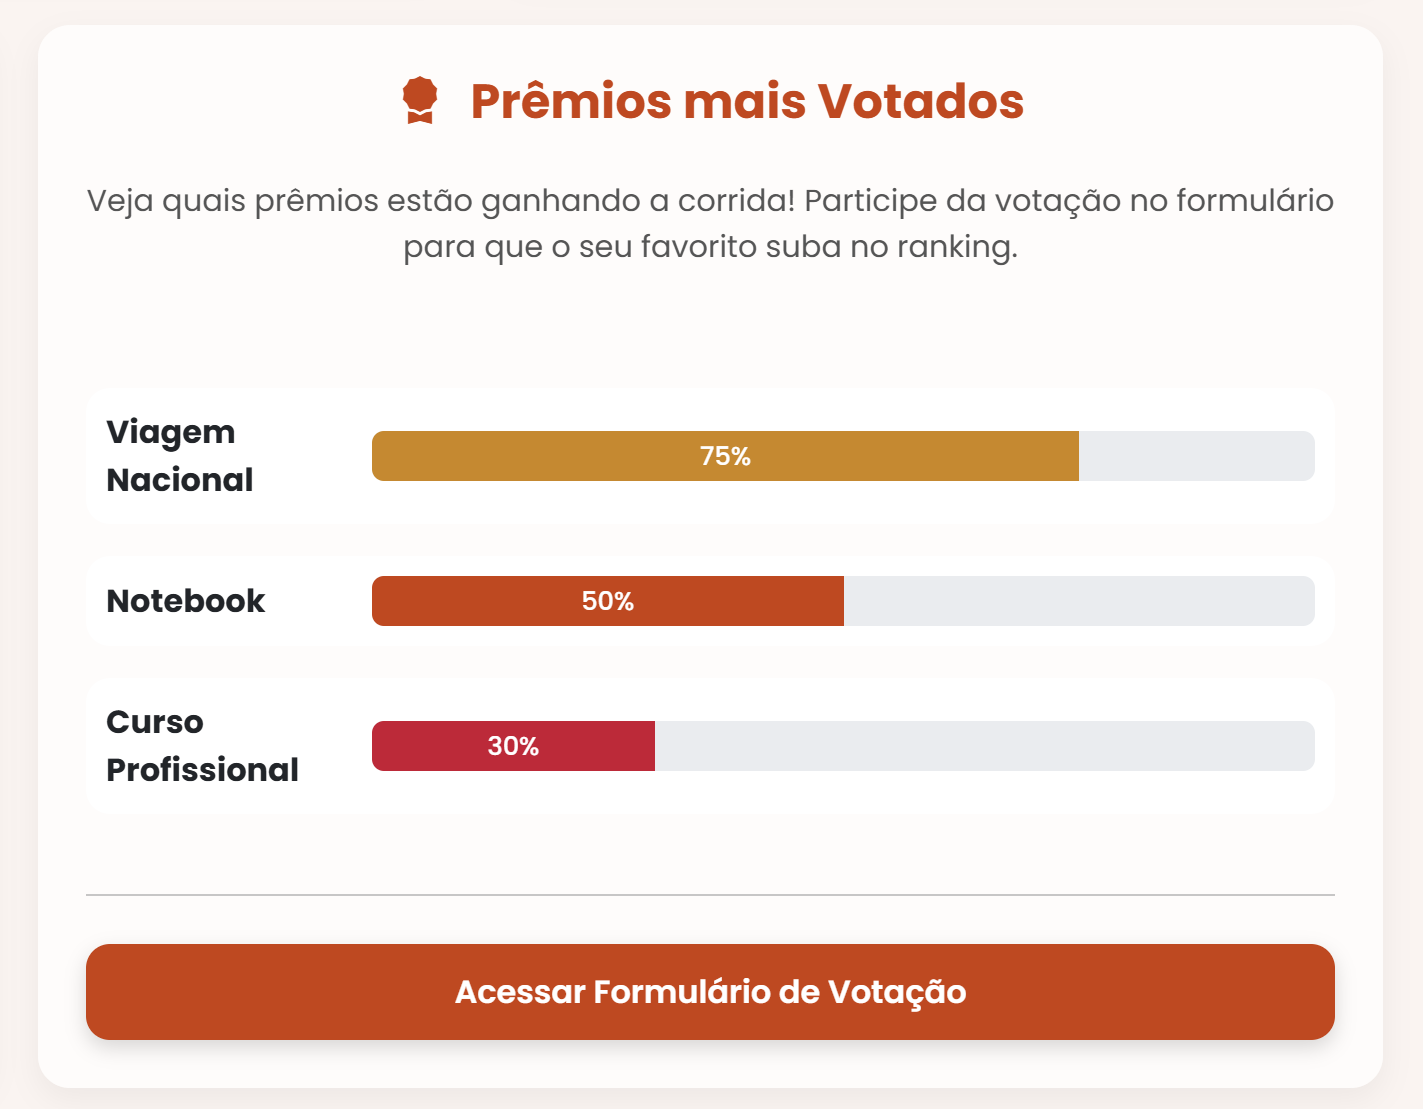 Prêmios mais Votados
Veja quais prêmios estão ganhando a corrida! Participe da votação no formulário
para que o seu favorito suba no ranking.
Viagem
Nacional
75%
Notebook
50%
Curso
Profissional
30%
Acessar Formulário de Votação